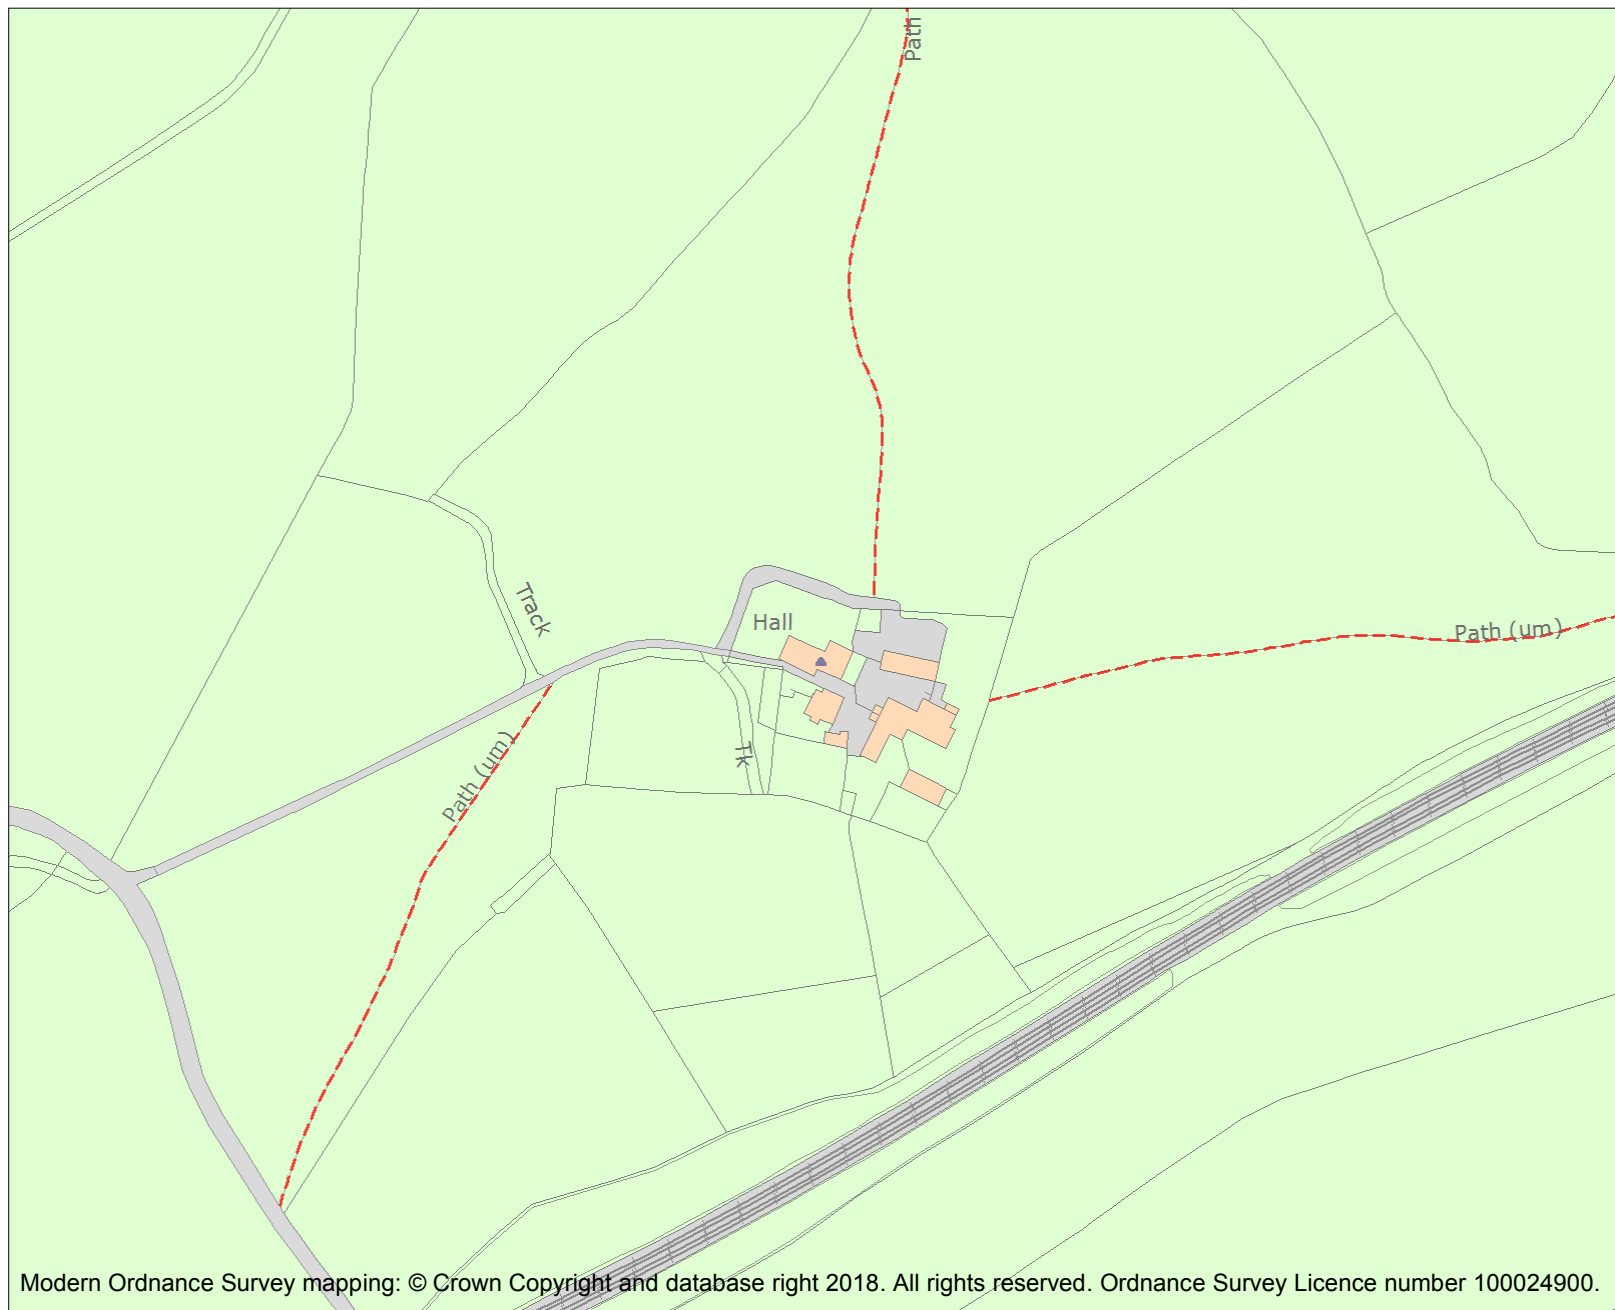 Path
Track
Hall
Path (um)
Path (um)
Tk
Modern Ordnance Survey mapping: © Crown Copyright and database right 2018. All rights reserved. Ordnance Survey Licence number 100024900.